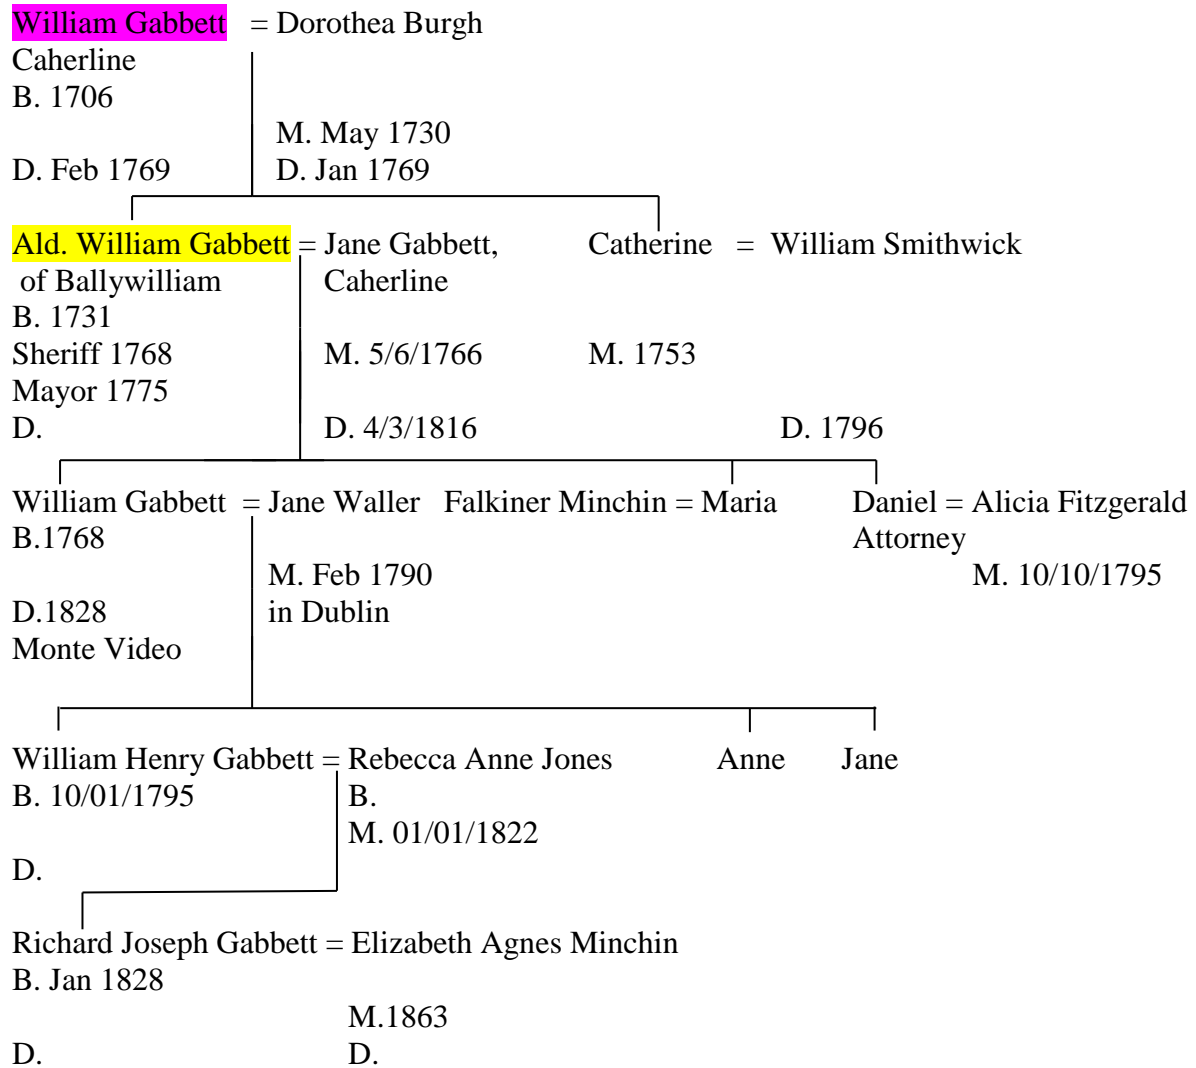 William Gabbett = Dorothea Burgh
Caherline
B. 1706
M. May 1730
D. Feb 1769 D. Jan 1769
Ald. William Gabbett = Jane Gabbett, Catherine = William Smithwick
of Ballywilliam Caherline
B. 1731
Sheriff 1768 M. 5/6/1766 M. 1753
Mayor 1775
D. D. 4/3/1816 D. 1796
William Gabbett = Jane Waller Falkiner Minchin = Maria Daniel = Alicia Fitzgerald
B.1768 Attorney
M. Feb 1790 M. 10/10/1795
D.1828 in Dublin
Monte Video
William Henry Gabbett = Rebecca Anne Jones Anne Jane
B. 10/01/1795 B.
M. 01/01/1822
D.
Richard Joseph Gabbett = Elizabeth Agnes Minchin
B. Jan 1828
M.1863
D. D.